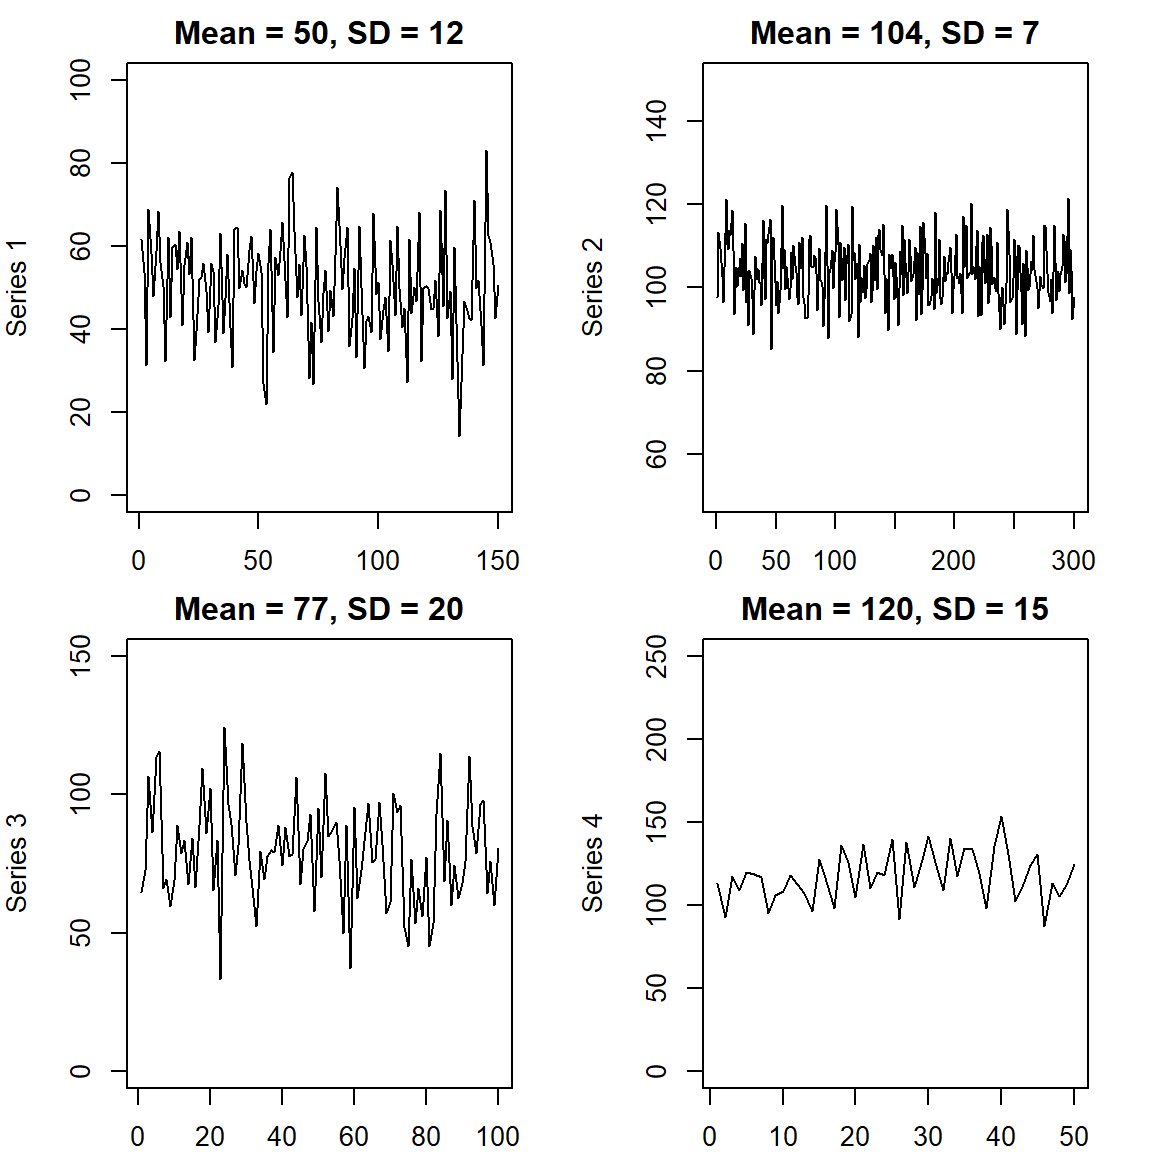 Mean = 50, SD = 12
Series 1
100
80
60
40
20
0
0 50 100 150
Mean = 104, SD = 7
Series 2
140
120
100
80
60
0 50 100 200 300
Mean = 77, SD = 20
Series 3
150
100
50
0
0 20 40 60 80 100
Mean = 120, SD = 15
Series 4
250
200
150
100
50
0
0 10 20 30 40 50